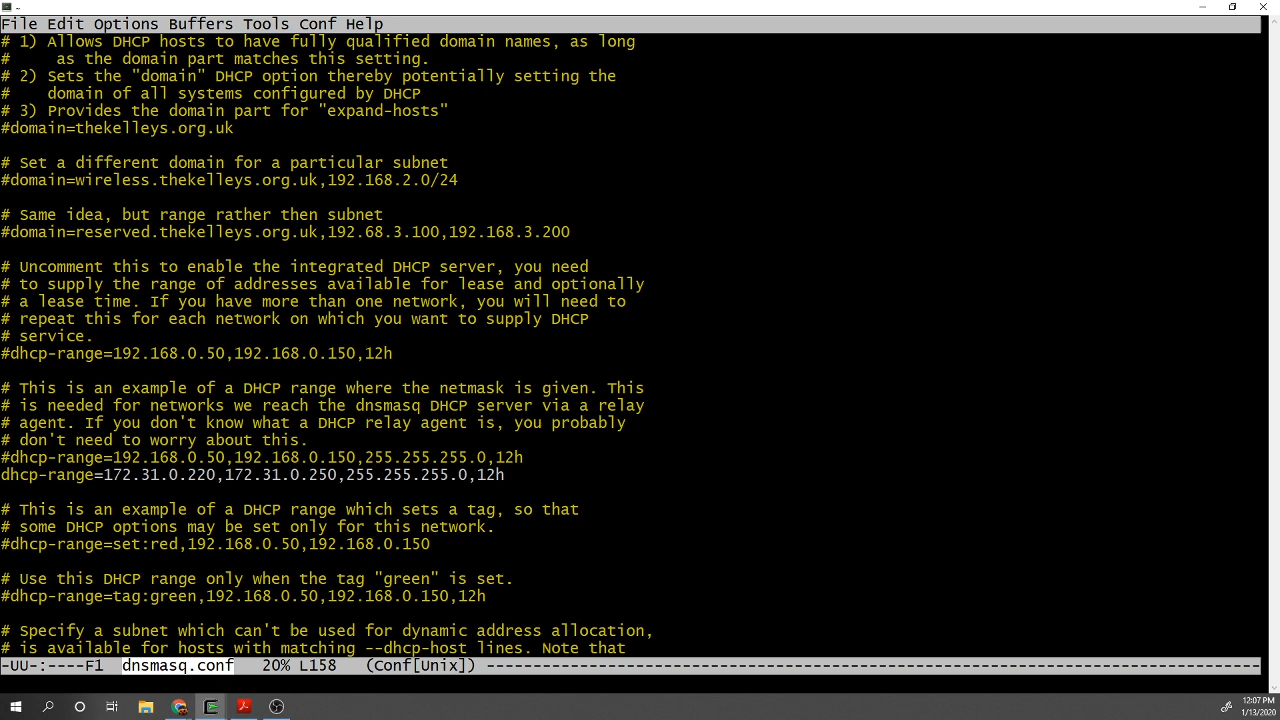 ..
File Edit Options Buffers Tools Conf Help
# 1) Allows DHCP hosts to have fully qualified domain names, as long
#     as the domain part matches this setting.
# 2) Sets the "domain" DHCP option thereby potentially setting the
#    domain of all systems configured by DHCP
# 3) Provides the domain part for "expand-hosts"
#domain=thekelleys.org.uk
# Set a different domain for a particular subnet
#domain=wireless.thekelleys.org.uk,192.168.2.0/24
# Same idea, but range rather then subnet
#domain=reserved.thekelleys.org.uk,192.68.3.100,192.168.3.200
# Uncomment this to enable the integrated DHCP server, you need
# to supply the range of addresses available for lease and optionally
# a lease time. If you have more than one network, you will need to
# repeat this for each network on which you want to supply DHCP
# service.
#dhcp-range=192.168.0.50,192.168.0.150,12h
# This is an example of a DHCP range where the netmask is given. This
# is needed for networks we reach the dnsmasq DHCP server via a relay
# agent. If you don't know what a DHCP relay agent is, you probably
# don't need to worry about this.
#dhcp-range=192.168.0.50,192.168.0.150,255.255.255.0,12h
dhcp-range=172.31.0.220,172.31.0.250,255.255.255.0,12h
# This is an example of a DHCP range which sets a tag, so that
# some DHCP options may be set only for this network.
#dhcp-range=set:red,192.168.0.50,192.168.0.150
# Use this DHCP range only when the tag "green" is set.
#dhcp-range=tag:green,192.168.0.50,192.168.0.150,12h
# Specify a subnet which can't be used for dynamic address allocation,
# is available for hosts with matching --dhcp-host lines. Note that
-UU-:----F1  dnsmasq.conf   20% L158   (Conf[Unix]) --------------------------------------------------------------------------------
12:07 PM
1/13/2020